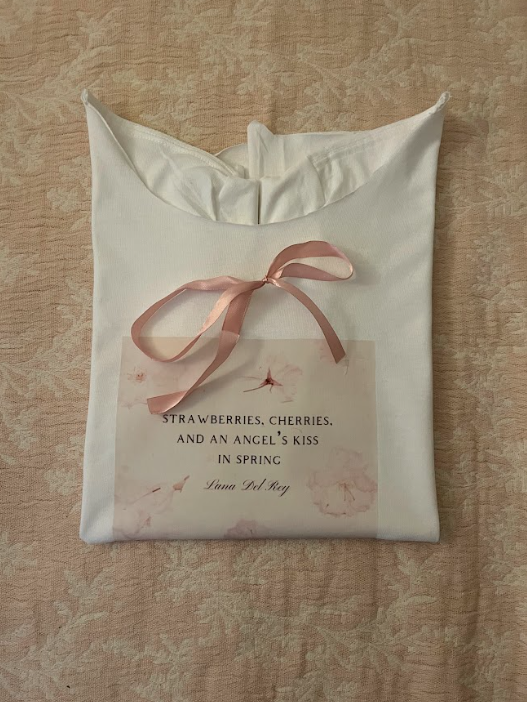 STRAWBERRIES, CHERRIES,
AND AN ANGEL'S KISS
IN SPRING
Lana Del Rey